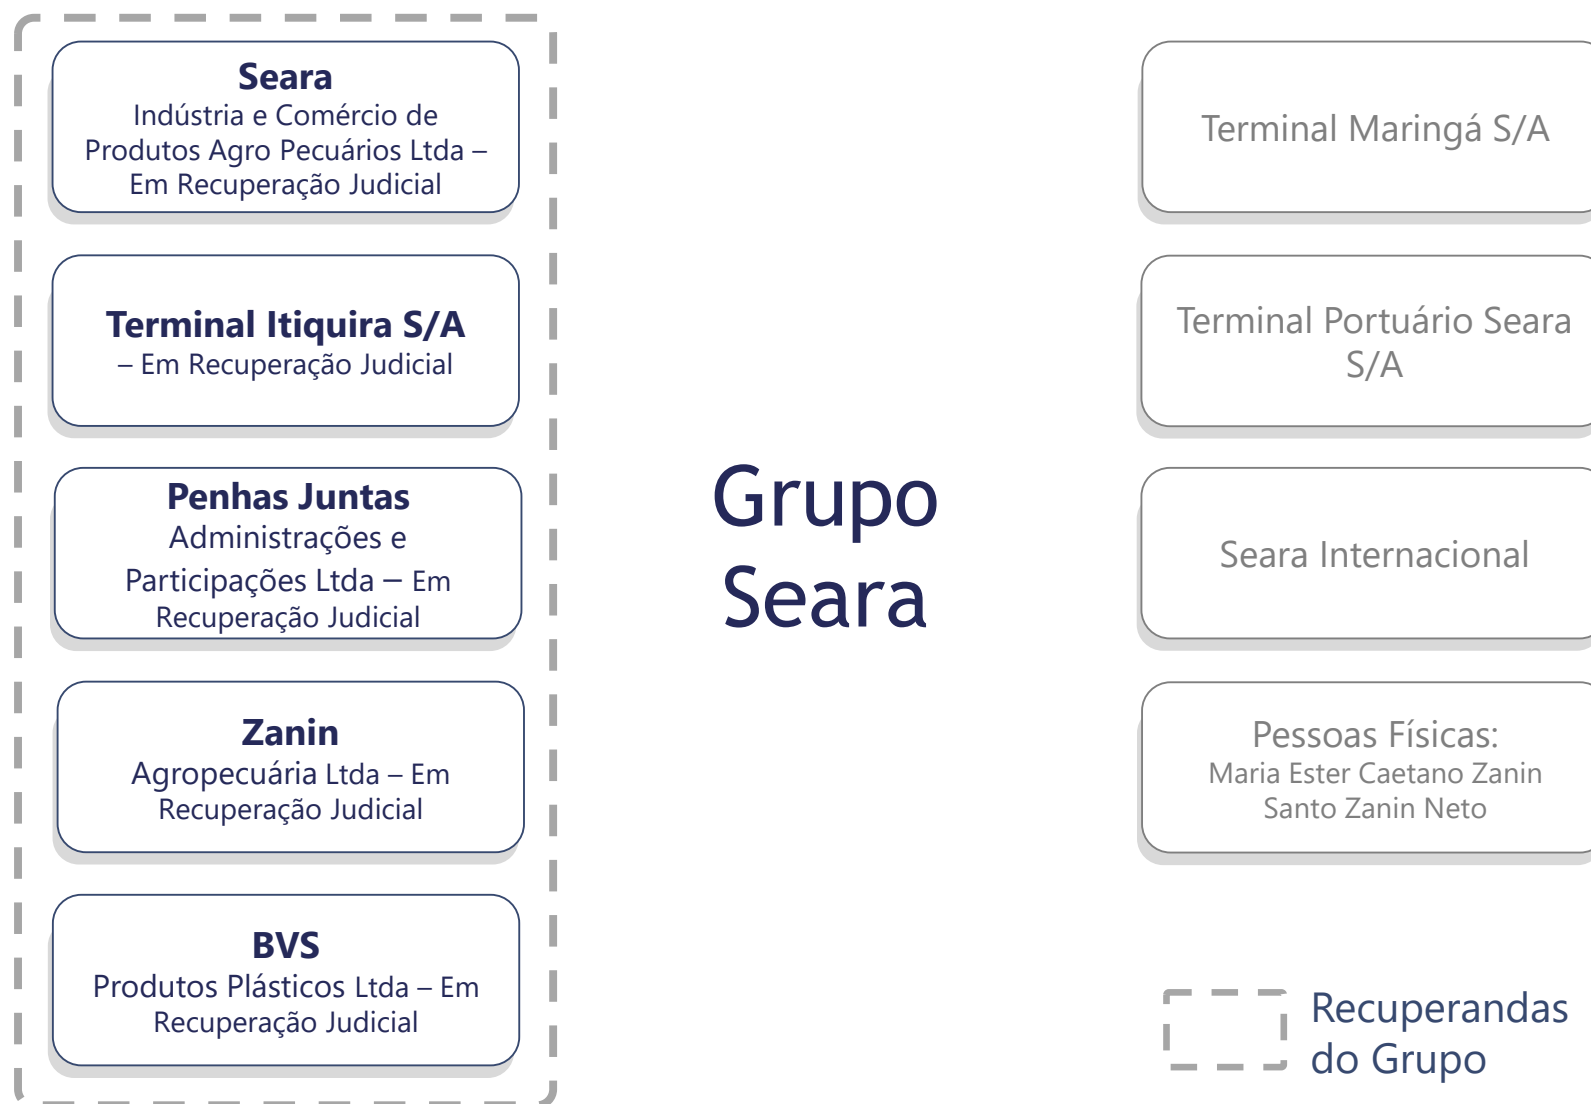 Seara
Indústria e Comércio de
Produtos Agro Pecuários Ltda –
Em Recuperação Judicial
Terminal Itiquira S/A
– Em Recuperação Judicial
Penhas Juntas
Administrações e
Participações Ltda – Em
Recuperação Judicial
Zanin
Agropecuária Ltda – Em
Recuperação Judicial
BVS
Produtos Plásticos Ltda – Em
Recuperação Judicial
Grupo
Seara
Terminal Maringá S/A
Terminal Portuário Seara
S/A
Seara Internacional
Pessoas Físicas:
Maria Ester Caetano Zanin
Santo Zanin Neto
Recuperandas
do Grupo